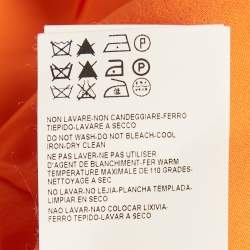 NON LAVARE-NON CANDEGGIARE-FERRO
TIEPIDO-LAVARE A SECCO
DO NOT WASH-DO NOT BLEACH-COOL
IRON-DRY CLEAN
NE PAS LAVER-NE PAS UTILISER
D'AGENT DE BLANCHIMENT-FER WARM
TEMPERATURE MAXIMALE DE 110 GRADES-
NETTOYAGE A SEC
NO LAVAR-NO LEJIA-PLANCHA TEMPLADA-
LIMPIAR EN SECO
NAO LAVAR-NAO COLOCAR LIXIVIA-
FERRO TIEPIDO-LAVAR A SECO